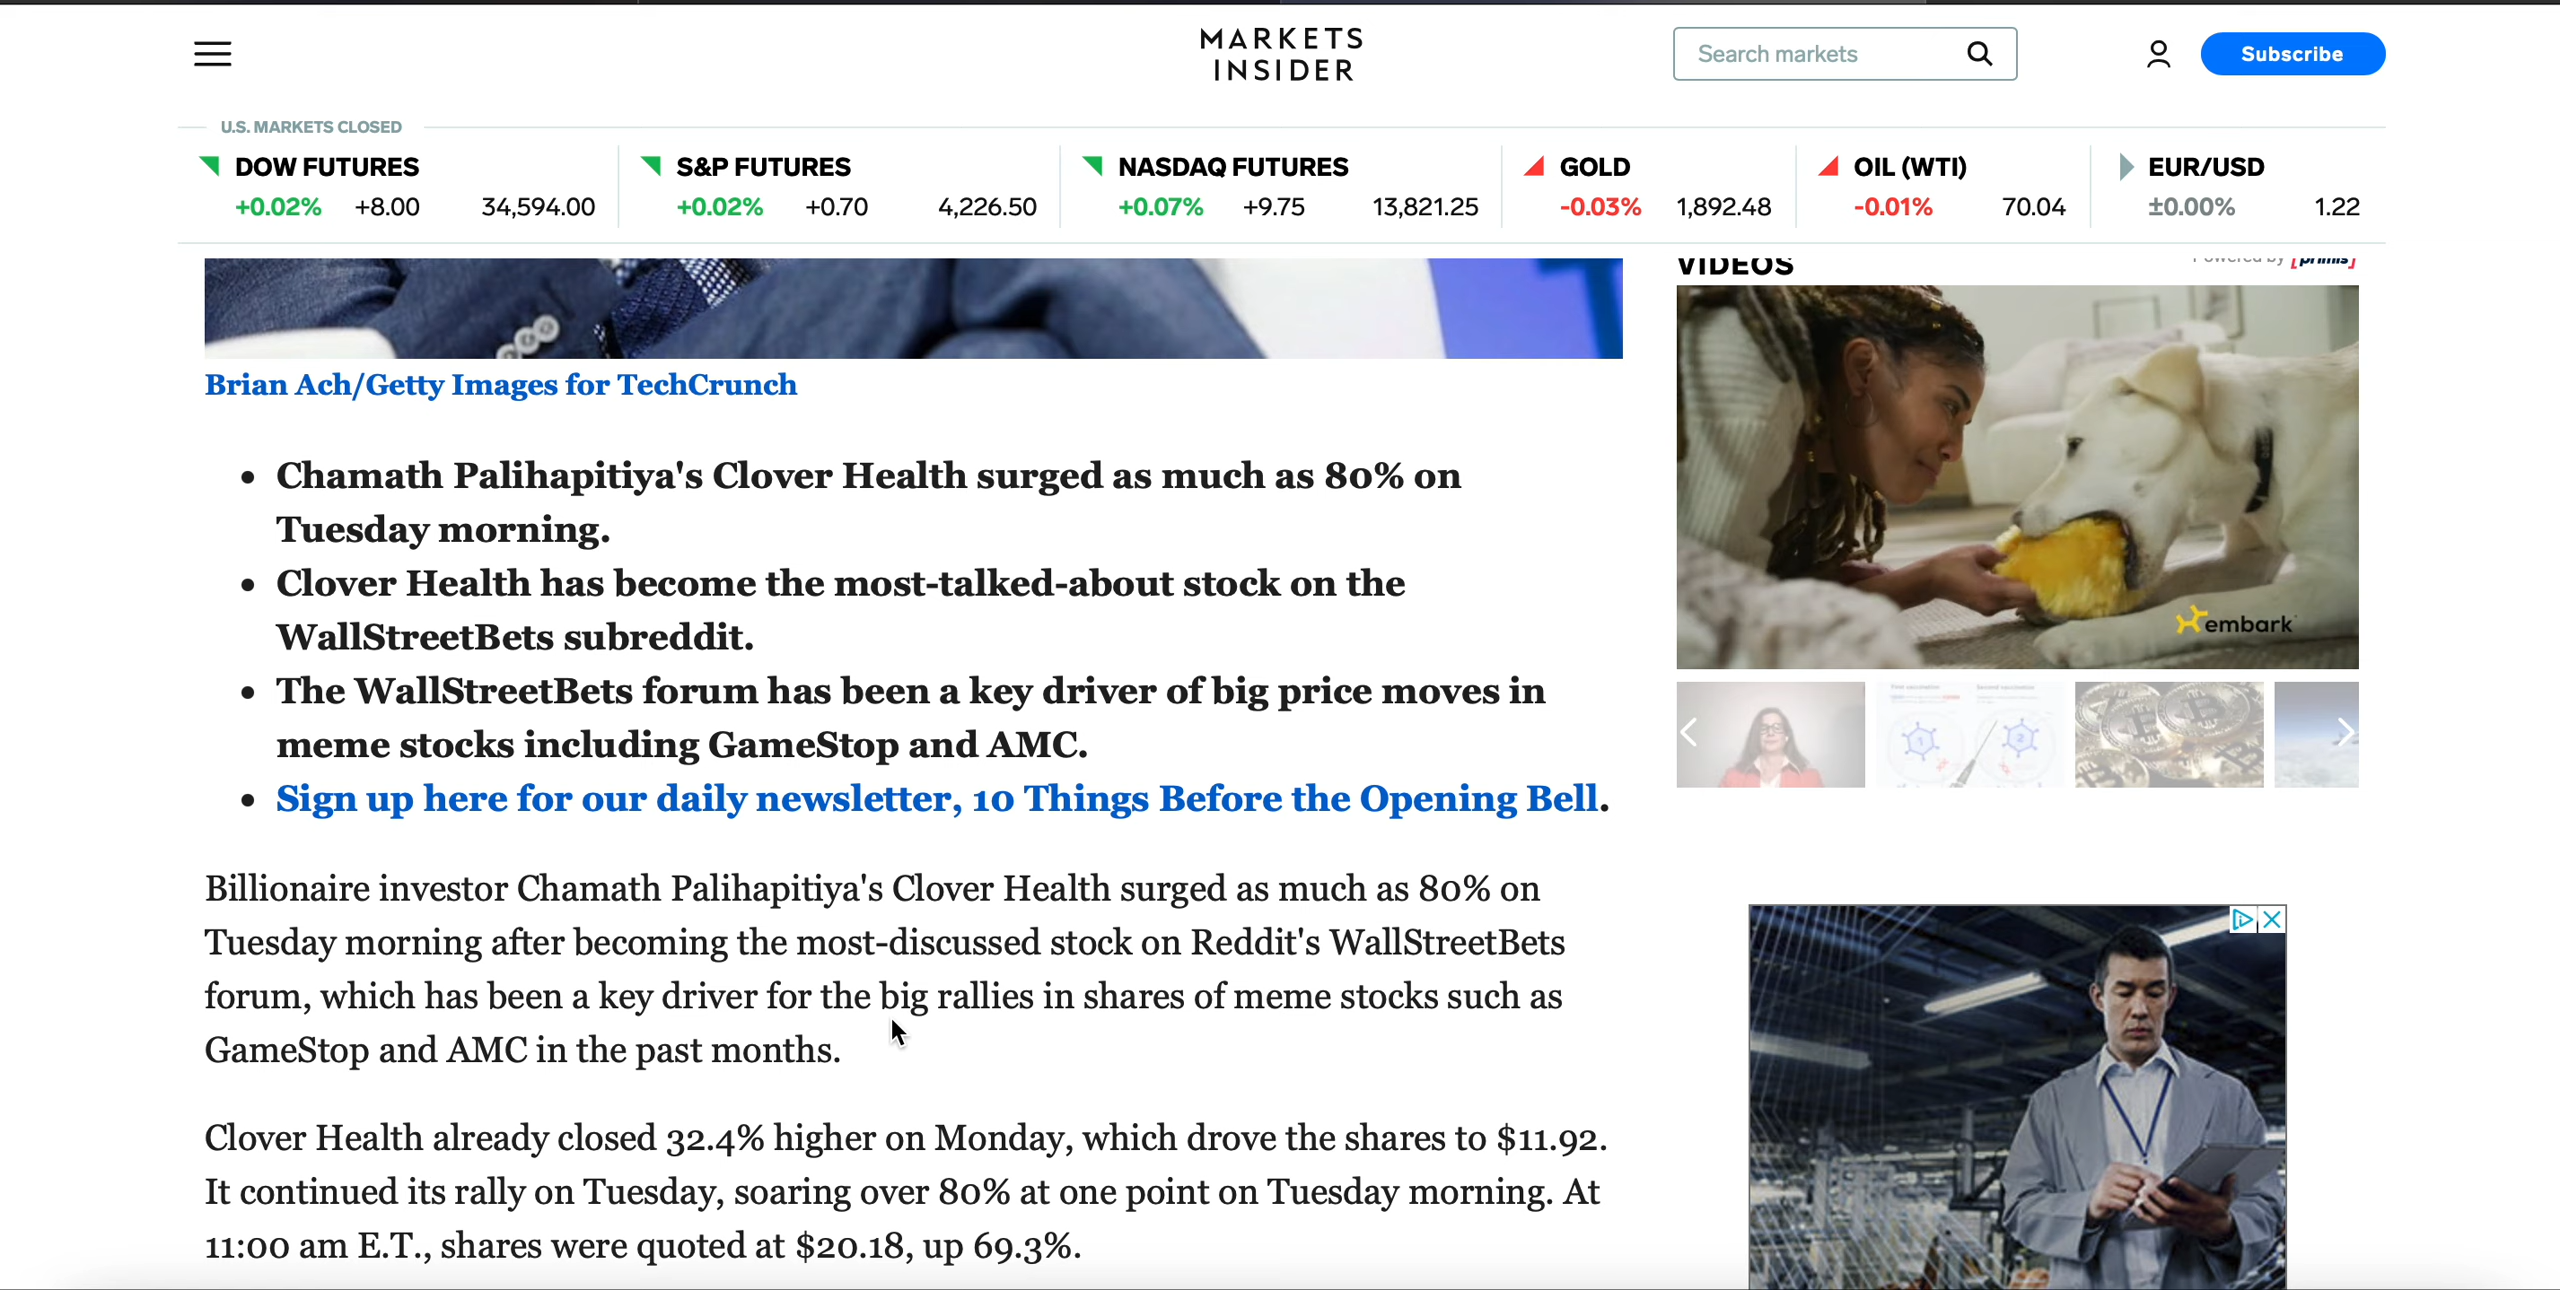 MARKETS
INSIDER
Search markets
Subscribe
U.S. MARKETS CLOSED
DOW FUTURES
+0.02% +8.00 34,594.00
S&P FUTURES
+0.02% +0.70 4,226.50
NASDAQ FUTURES
+0.07% +9.75 13,821.25
GOLD
-0.03% 1,892.48
OIL (WTI)
-0.01% 70.04
EUR/USD
±0.00% 1.22
Brian Ach/Getty Images for TechCrunch
• Chamath Palihapitiya's Clover Health surged as much as 80% on
Tuesday morning.
• Clover Health has become the most-talked-about stock on the
WallStreetBets subreddit.
• The WallStreetBets forum has been a key driver of big price moves in
meme stocks including GameStop and AMC.
• Sign up here for our daily newsletter, 10 Things Before the Opening Bell.
Billionaire investor Chamath Palihapitiya's Clover Health surged as much as 80% on
Tuesday morning after becoming the most-discussed stock on Reddit's WallStreetBets
forum, which has been a key driver for the big rallies in shares of meme stocks such as
GameStop and AMC in the past months.
Clover Health already closed 32.4% higher on Monday, which drove the shares to $11.92.
It continued its rally on Tuesday, soaring over 80% at one point on Tuesday morning. At
11:00 am E.T., shares were quoted at $20.18, up 69.3%.
VIDEOS
Powered by [primis]
embark
First vaccination Second vaccination
1 2